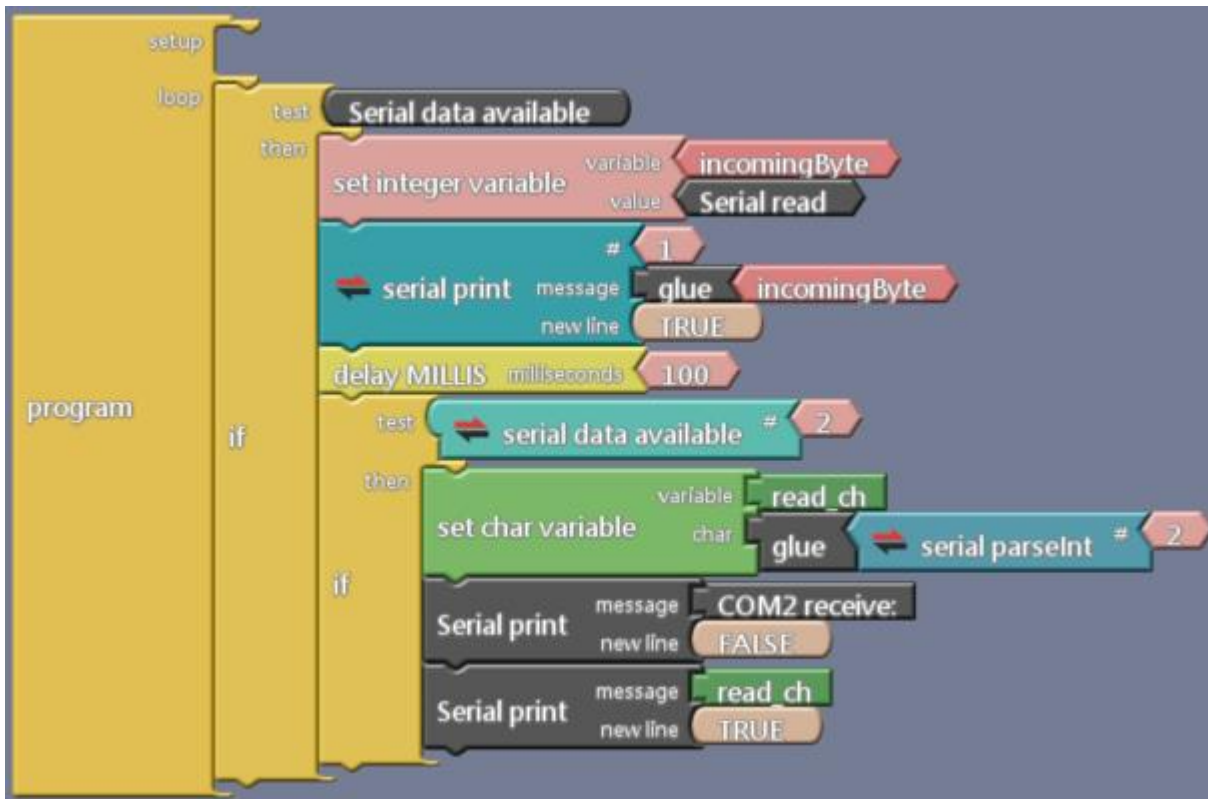 setup
loop
test Serial data available
then
set integer variable variable incomingByte
value Serial read
# 1
serial print message glue incomingByte
new line TRUE
delay MILLIS milliseconds 100
program
if
test serial data available # 2
then
set char variable variable read_ch
char glue serial parseInt # 2
if
Serial print message COM2 receive:
new line FALSE
Serial print message read_ch
new line TRUE